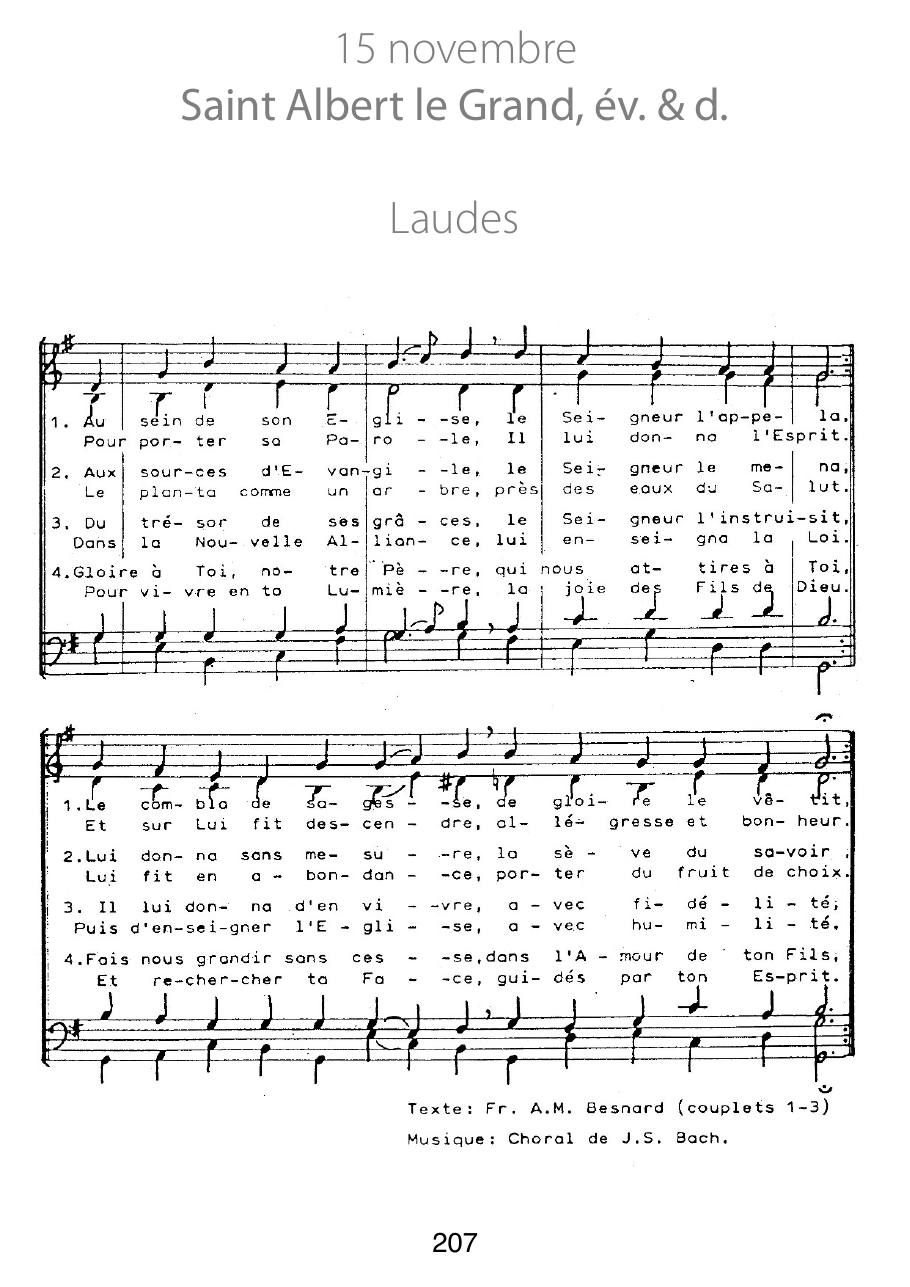 15 novembre
Saint Albert le Grand, év. & d.
Laudes
1. Au sein de son E- gli - -se, le Sei- gneur l'ap-pe- la.
Pour por- ter sa Pa- ro - -le, Il lui don- na l'Esprit.
2. Aux sour-ces d'E- van-gi - -le, le Sei- gneur le me- na,
Le plan-ta comme un ar - bre, près des eaux du Sa- lut.
3. Du tré- sor de ses grâ - ces, le Sei- gneur l'instrui-sit,
Dans la Nou- velle Al- lian- ce, lui en- sei- gna la Loi.
4.Gloire à Toi, no- tre Pè- -re, qui nous at- tires à Toi,
Pour vi- vre en ta Lu- miè- -re, la joie des Fils de Dieu.
1.Le com- bla de sa- ges - -se, de gloi- re le vê- tit,
Et sur Lui fit des- cen - dre, al- lé- gresse et bon- heur.
2.Lui don- na sans me- su - -re, la sè - ve du sa-voir ,
Lui fit en a - bon- dan - -ce, por- ter du fruit de choix.
3. Il lui don- na d'en vi - -vre, a - vec fi- dé - li - té;
Puis d'en-sei-gner l'E - gli - -se, a - vec hu- mi - li - té.
4.Fais nous grandir sans ces - -se,dans l'A - mour de ton Fils,
Et re-cher-cher ta Fa - -ce, gui- dés par ton Es-prit.
Texte: Fr. A.M. Besnard (couplets 1-3)
Musique: Choral de J.S. Bach.
207